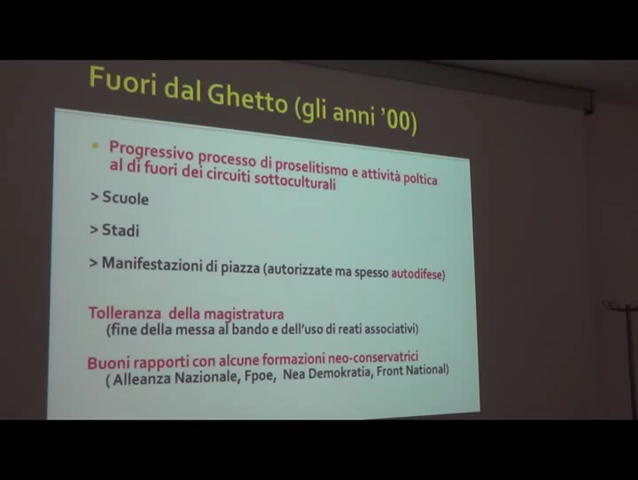 Fuori dal Ghetto (gli anni '00)
• Progressivo processo di proselitismo e attività poltica
al di fuori dei circuiti sottoculturali
> Scuole
> Stadi
> Manifestazioni di piazza (autorizzate ma spesso autodifese)
Tolleranza della magistratura
(fine della messa al bando e dell'uso di reati associativi)
Buoni rapporti con alcune formazioni neo-conservatrici
( Alleanza Nazionale, Fpoe, Nea Demokratia, Front National)